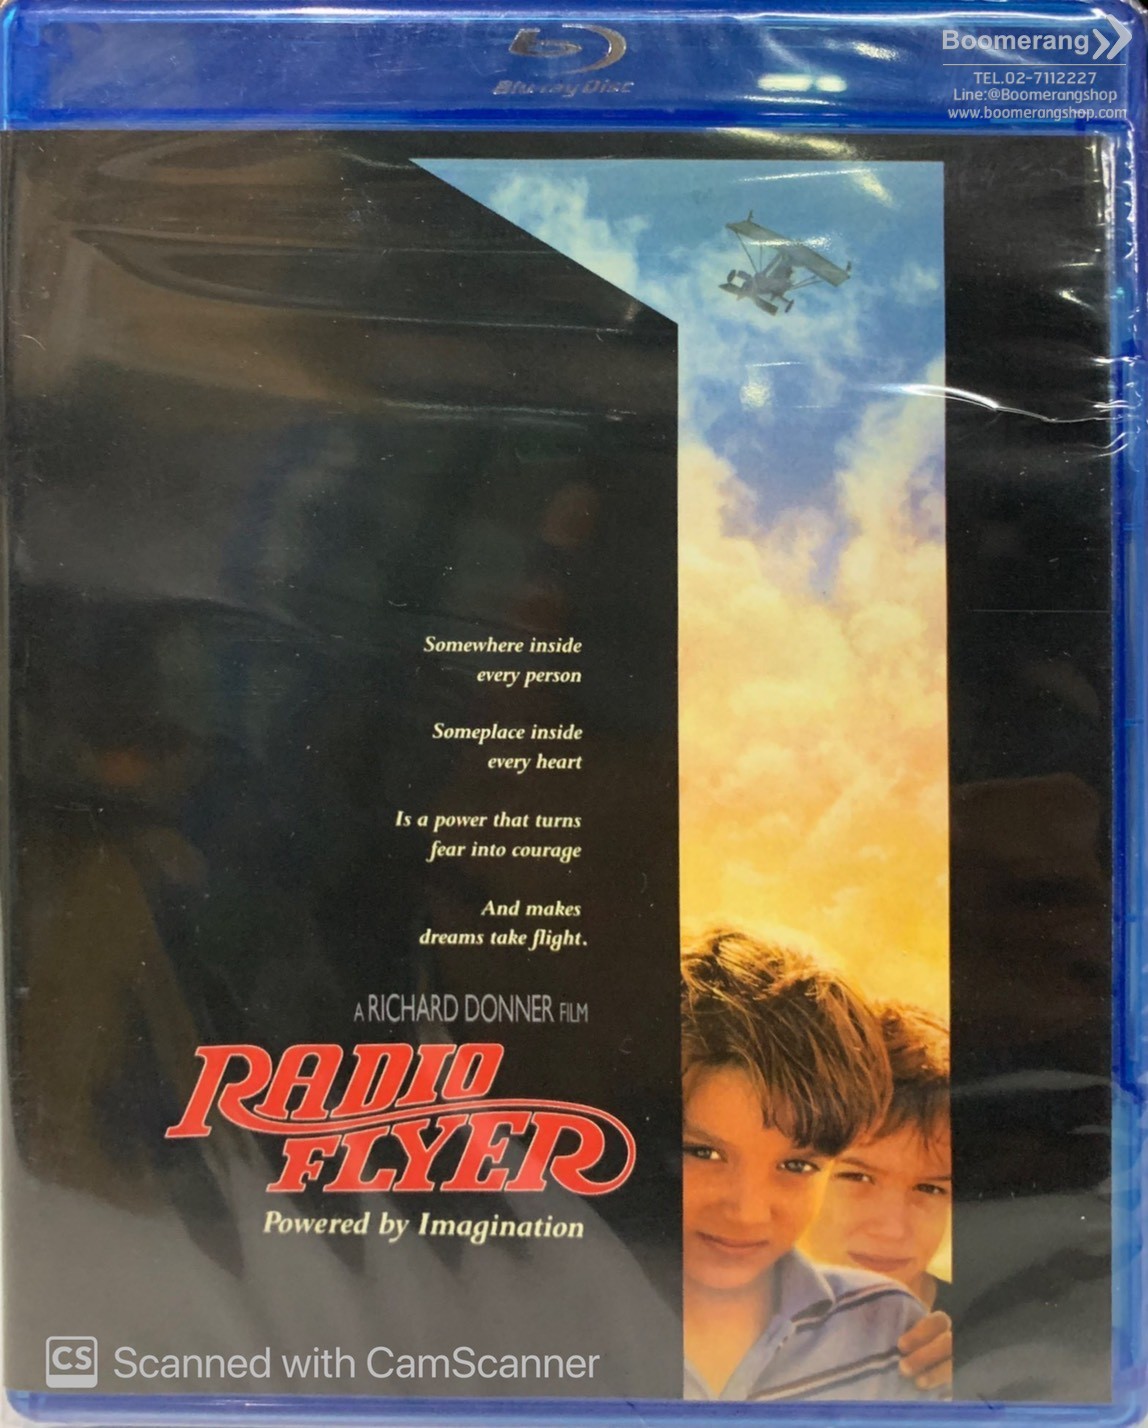 Blu-ray Disc
Boomerang
TEL.02-7112227
Line:@Boomerangshop
www.boomerangshop.com
Somewhere inside
every person
Someplace inside
every heart
Is a power that turns
fear into courage
And makes
dreams take flight.
A RICHARD DONNER FILM
RADIO
FLYER
Powered by Imagination
CS Scanned with CamScanner